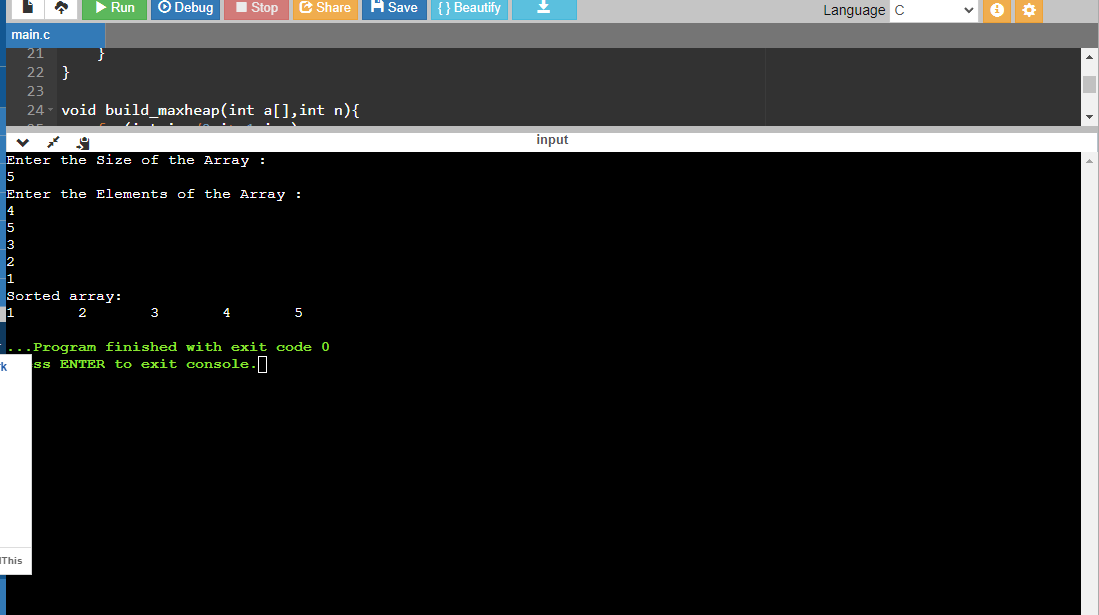 Run Debug Stop Share Save { } Beautify Language C
main.c
21 }
22 }
23
24 void build_maxheap(int a[],int n){
input
Enter the Size of the Array :
5
Enter the Elements of the Array :
4
5
3
2
1
Sorted array:
1 2 3 4 5
...Program finished with exit code 0
ss ENTER to exit console.
This